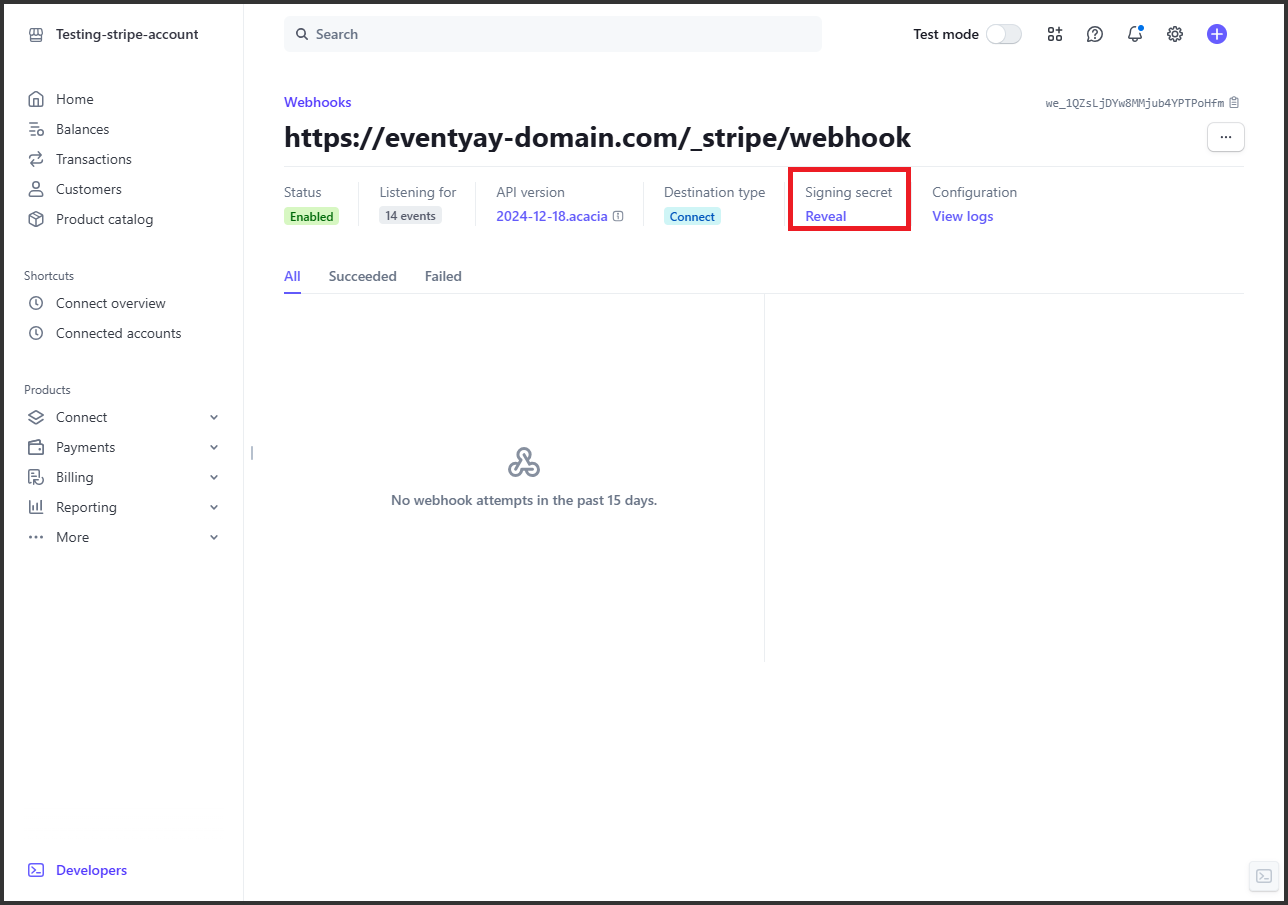 Testing-stripe-account
Search
Test mode
Home
Balances
Transactions
Customers
Product catalog
Shortcuts
Connect overview
Connected accounts
Products
Connect
Payments
Billing
Reporting
More
Developers
Webhooks
we_1QZsLjDYw8MMjub4YPTPoHfm
https://eventyay-domain.com/_stripe/webhook
Status
Enabled
Listening for
14 events
API version
2024-12-18.acacia
Destination type
Connect
Signing secret
Reveal
Configuration
View logs
All Succeeded Failed
No webhook attempts in the past 15 days.